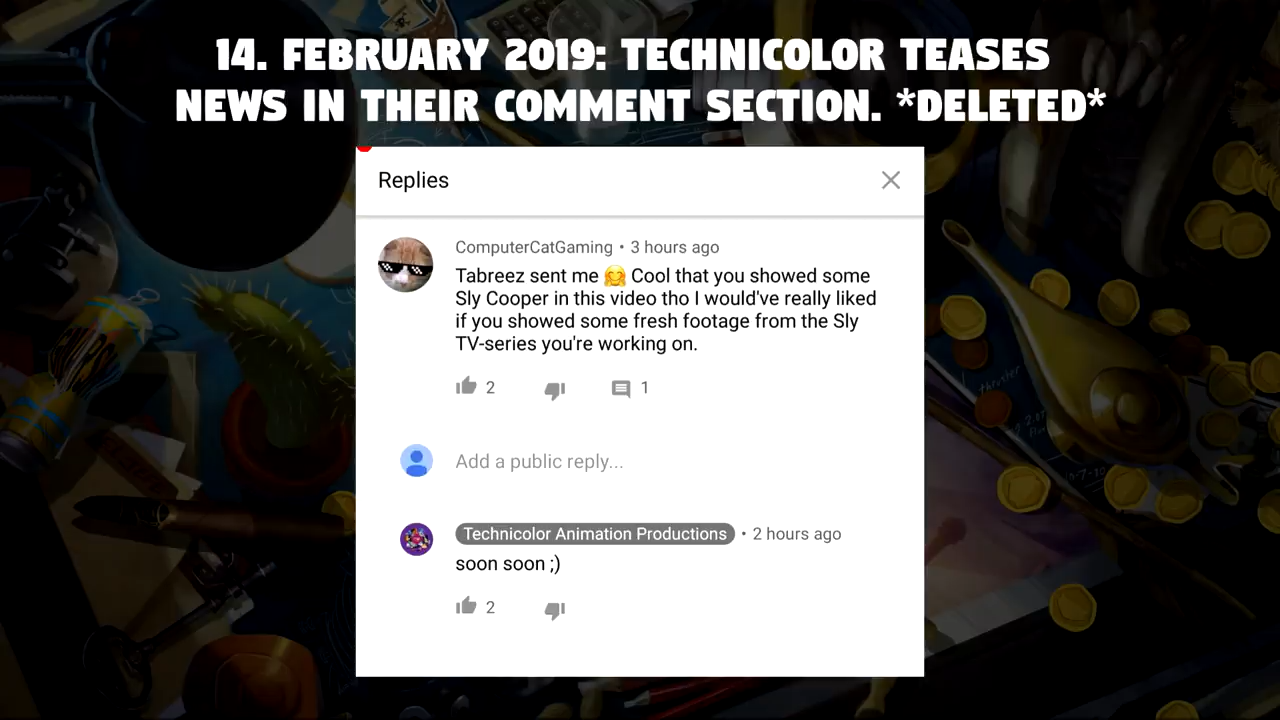 14. FEBRUARY 2019: TECHNICOLOR TEASES
NEWS IN THEIR COMMENT SECTION. *DELETED*
Replies
ComputerCatGaming • 3 hours ago
Tabreez sent me 🤗 Cool that you showed some
Sly Cooper in this video tho I would've really liked
if you showed some fresh footage from the Sly
TV-series you're working on.
2 1
Add a public reply...
Technicolor Animation Productions • 2 hours ago
soon soon ;)
2
thruster